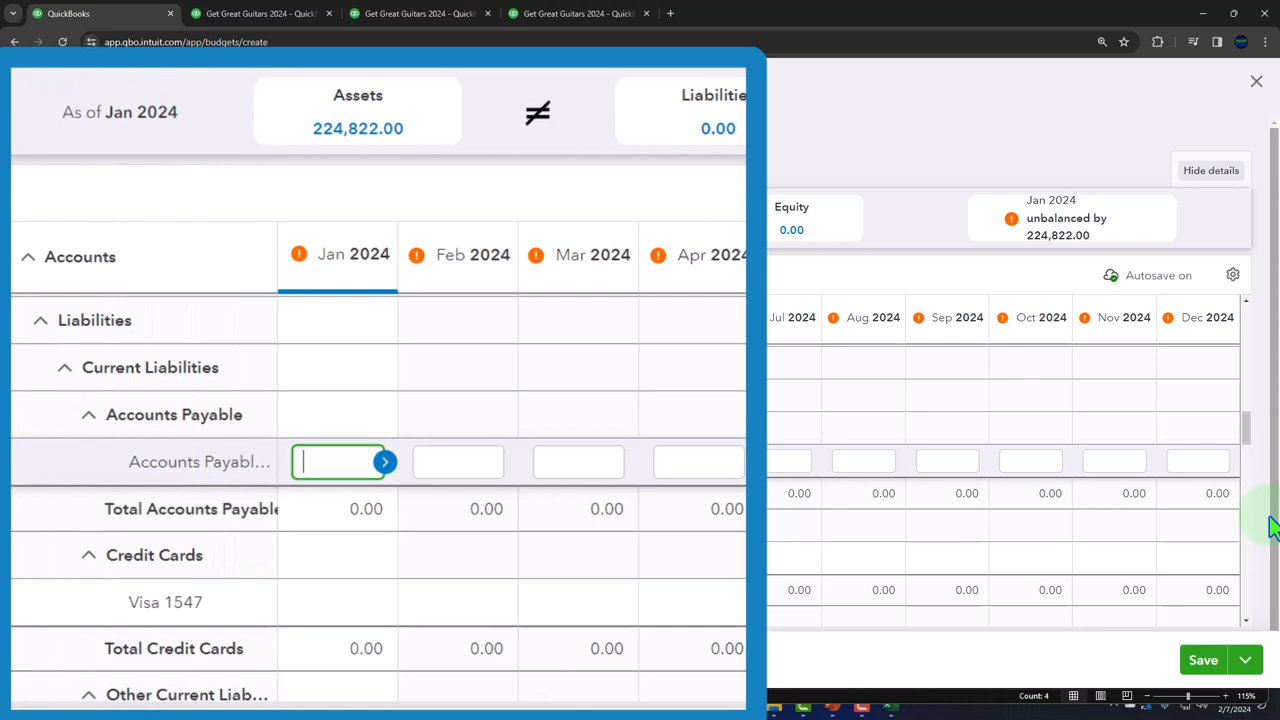 QuickBooks
Get Great Guitars 2024 - QuickB
Get Great Guitars 2024 - QuickB
Get Great Guitars 2024 - QuickB
app.qbo.intuit.com/app/budgets/create
As of Jan 2024
Assets
224,822.00
≠
Liabilitie
0.00
Hide details
Equity
0.00
Jan 2024
unbalanced by
224,822.00
Autosave on
Accounts
Jan 2024
Feb 2024
Mar 2024
Apr 2024
Jul 2024
Aug 2024
Sep 2024
Oct 2024
Nov 2024
Dec 2024
Liabilities
Current Liabilities
Accounts Payable
Accounts Payabl...
Total Accounts Payable
0.00 0.00 0.00 0.00
0.00 0.00 0.00 0.00 0.00 0.00
Credit Cards
Visa 1547
Total Credit Cards
0.00 0.00 0.00 0.00
0.00 0.00 0.00 0.00 0.00 0.00
Other Current Liab...
Save
Count: 4
115%
2/7/2024